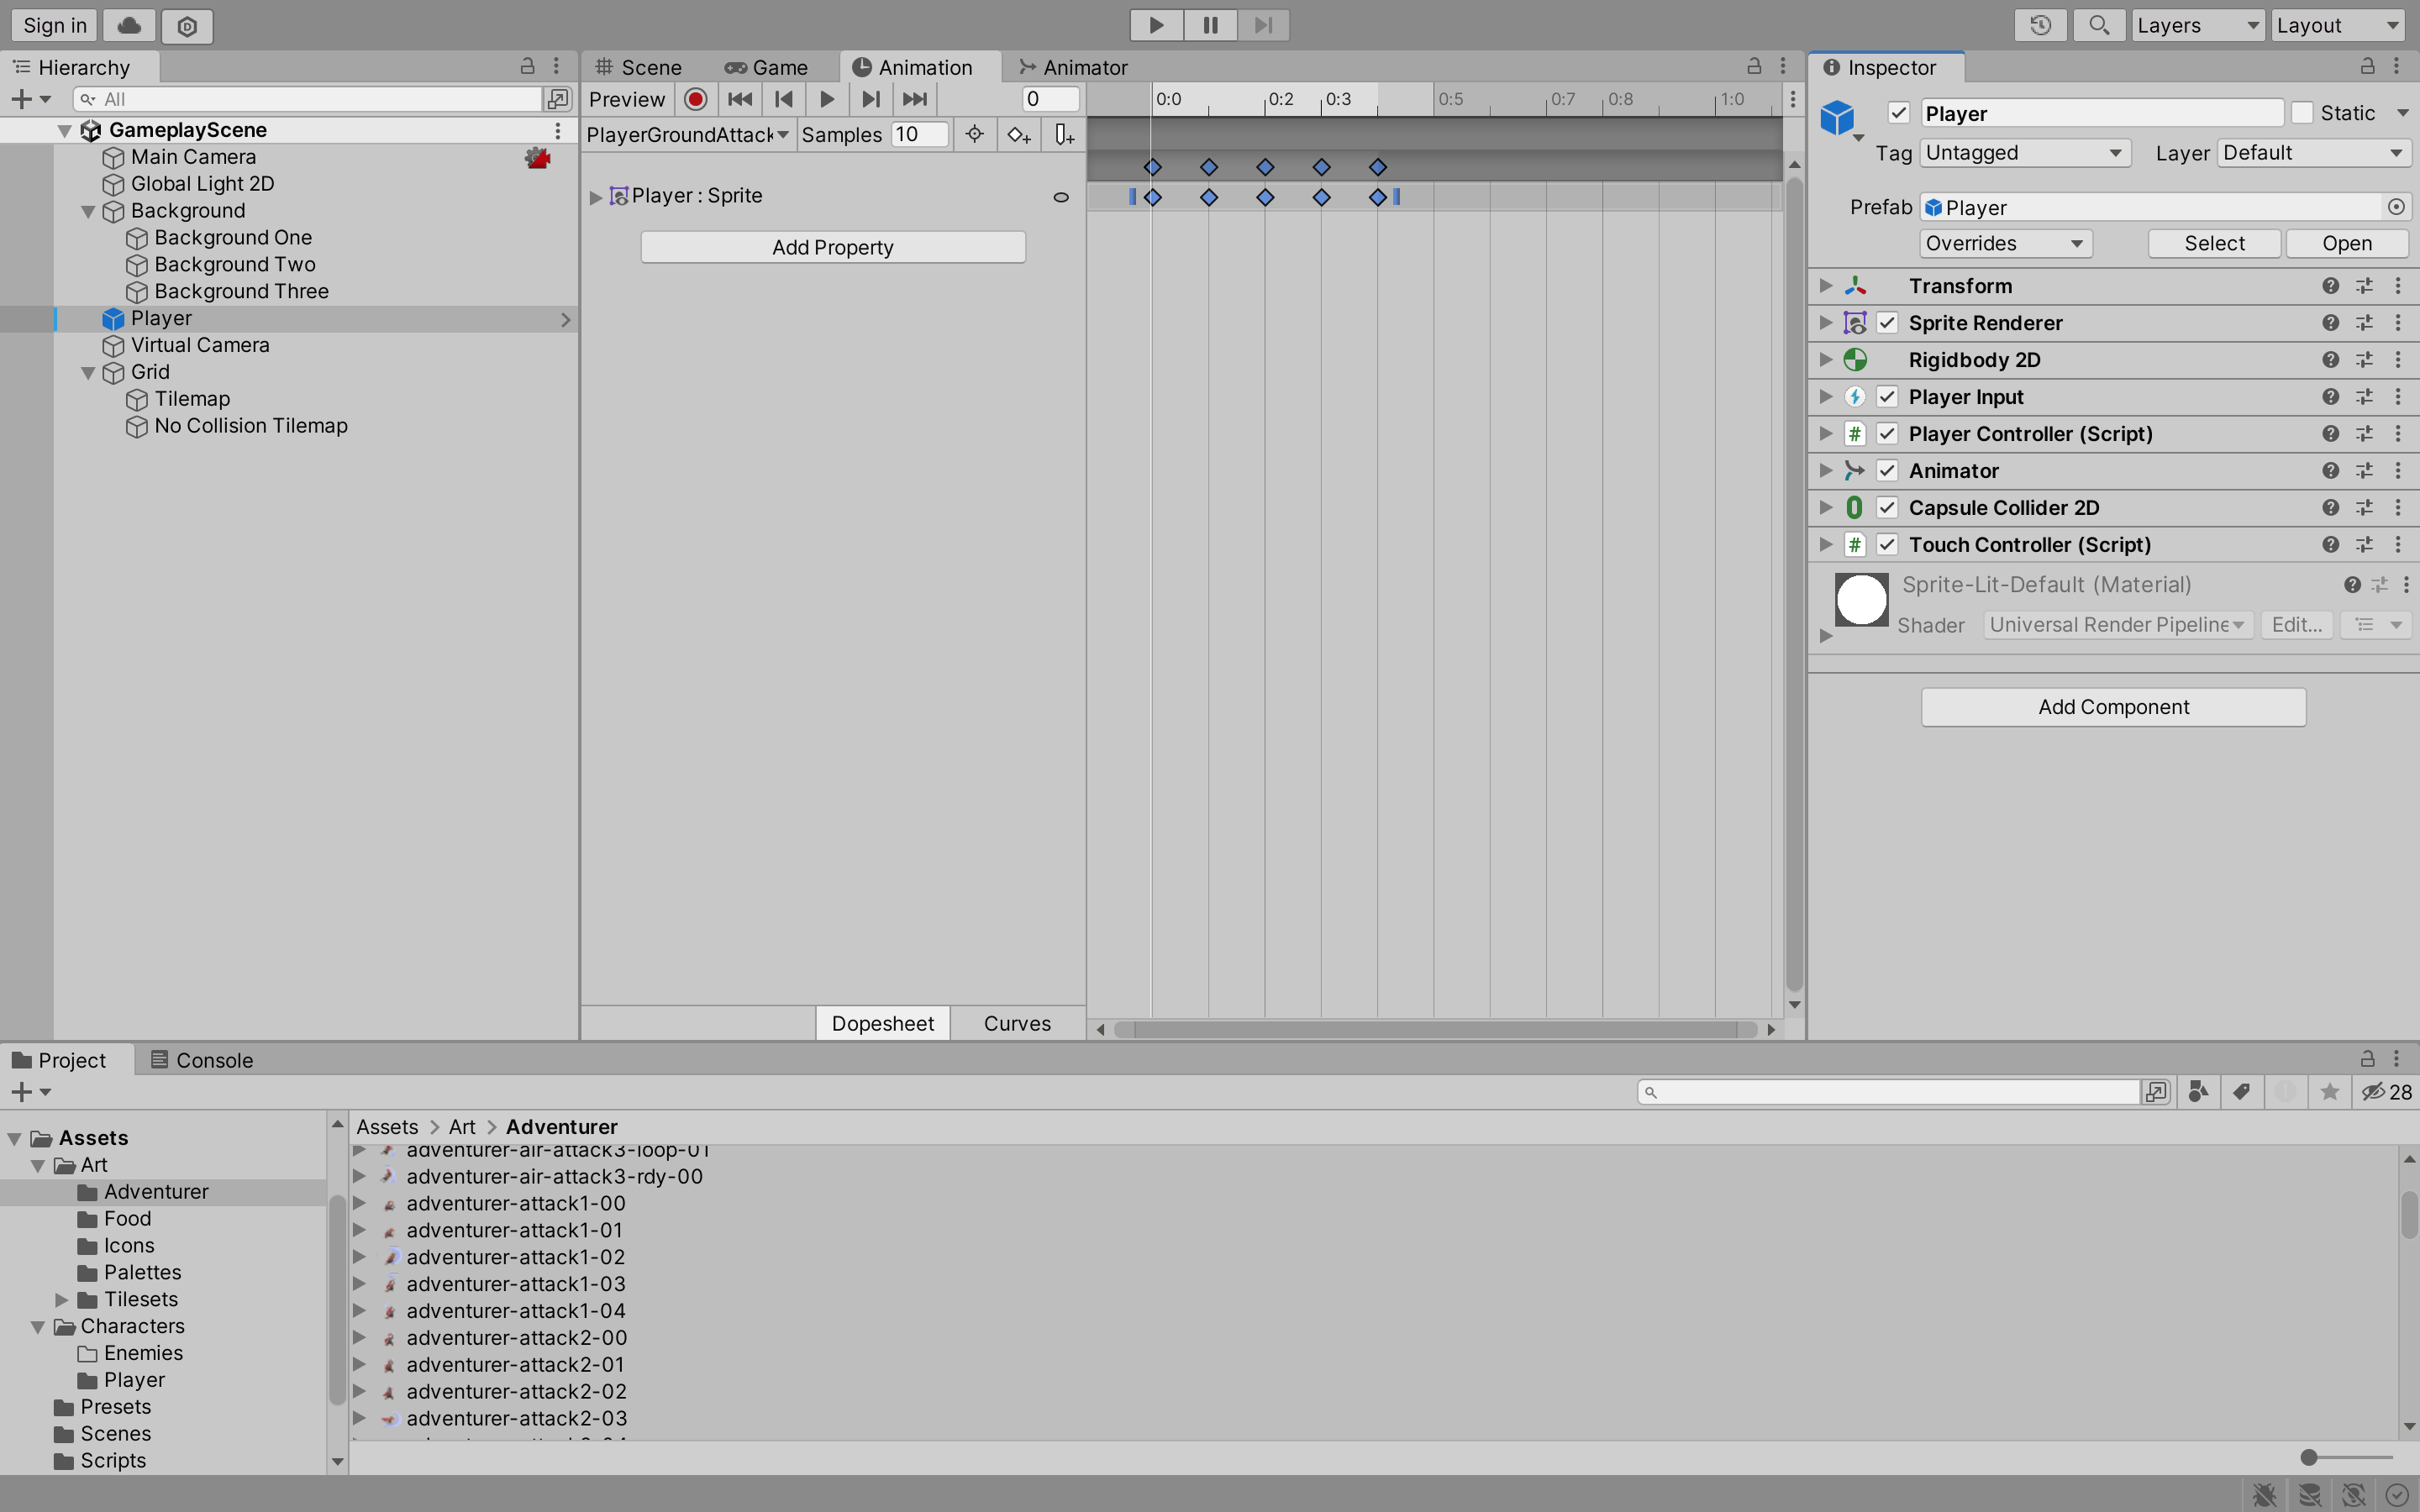 Sign in
Layers
Layout
Hierarchy
All
GameplayScene
Main Camera
Global Light 2D
Background
Background One
Background Two
Background Three
Player
Virtual Camera
Grid
Tilemap
No Collision Tilemap
Scene
Game
Animation
Animator
Preview
0
0:0
0:2
0:3
0:5
0:7
0:8
1:0
PlayerGroundAttack
Samples
10
Player : Sprite
Add Property
Dopesheet
Curves
Inspector
Player
Static
Tag
Untagged
Layer
Default
Prefab
Player
Overrides
Select
Open
Transform
Sprite Renderer
Rigidbody 2D
Player Input
Player Controller (Script)
Animator
Capsule Collider 2D
Touch Controller (Script)
Sprite-Lit-Default (Material)
Shader
Universal Render Pipeline
Edit...
Add Component
Project
Console
28
Assets
Art
Adventurer
Food
Icons
Palettes
Tilesets
Characters
Enemies
Player
Presets
Scenes
Scripts
Assets > Art > Adventurer
adventurer-air-attack3-loop-01
adventurer-air-attack3-rdy-00
adventurer-attack1-00
adventurer-attack1-01
adventurer-attack1-02
adventurer-attack1-03
adventurer-attack1-04
adventurer-attack2-00
adventurer-attack2-01
adventurer-attack2-02
adventurer-attack2-03